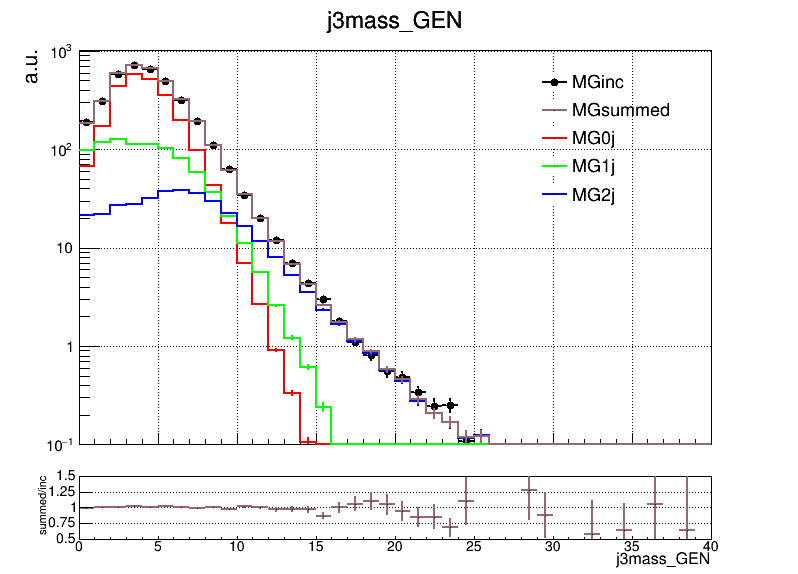 j3mass_GEN
a.u.
10³
10²
10
1
10⁻¹
MGinc
MGsummed
MG0j
MG1j
MG2j
summed/inc
1.5
1.25
1
0.75
0.5
0 5 10 15 20 25 30 35 40
j3mass_GEN